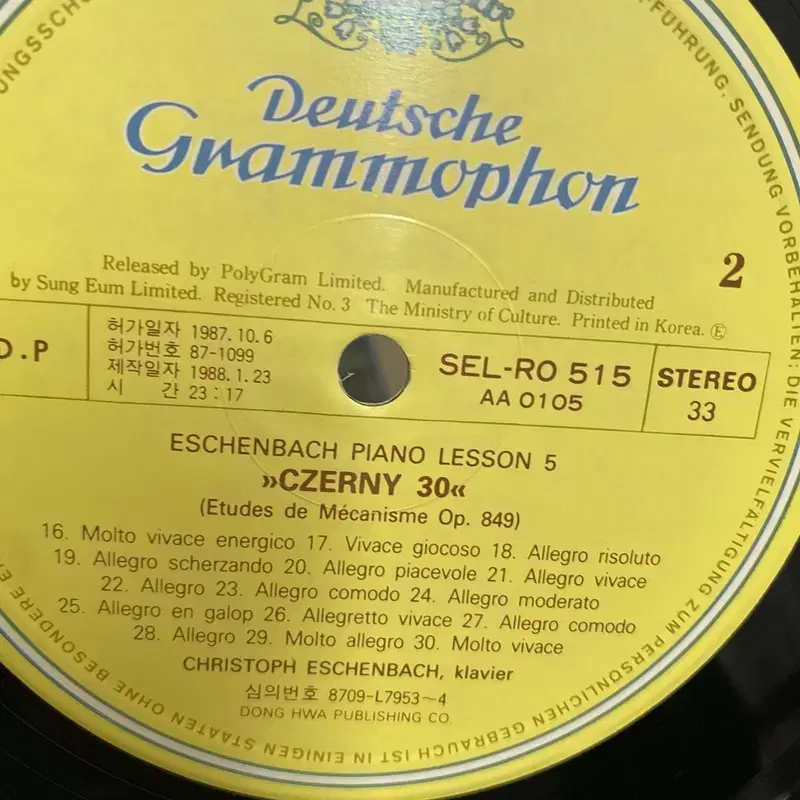 Deutsche
Grammophon
2
Released by PolyGram Limited. Manufactured and Distributed
by Sung Eum Limited. Registered No. 3 The Ministry of Culture. Printed in Korea. Ⓔ
D.P
허가일자 1987.10.6
허가번호 87-1099
제작일자 1988.1.23
시 간 23:17
SEL-RO 515
AA 0105
STEREO
33
ESCHENBACH PIANO LESSON 5
»CZERNY 30«
(Etudes de Mécanisme Op. 849)
16. Molto vivace energico 17. Vivace giocoso 18. Allegro risoluto
19. Allegro scherzando 20. Allegro piacevole 21. Allegro vivace
22. Allegro 23. Allegro comodo 24. Allegro moderato
25. Allegro en galop 26. Allegretto vivace 27. Allegro comodo
28. Allegro 29. Molto allegro 30. Molto vivace
CHRISTOPH ESCHENBACH, klavier
심의번호 8709-L7953~4
DONG HWA PUBLISHING CO.
FÜHRUNG, SENDUNG VORBEHALTEN; DIE VERVIELFÄLTIGUNG ZUM PERSÖNLICHEN GEBRAUCH IST IN EINIGEN STAATEN OHNE BESONDERE